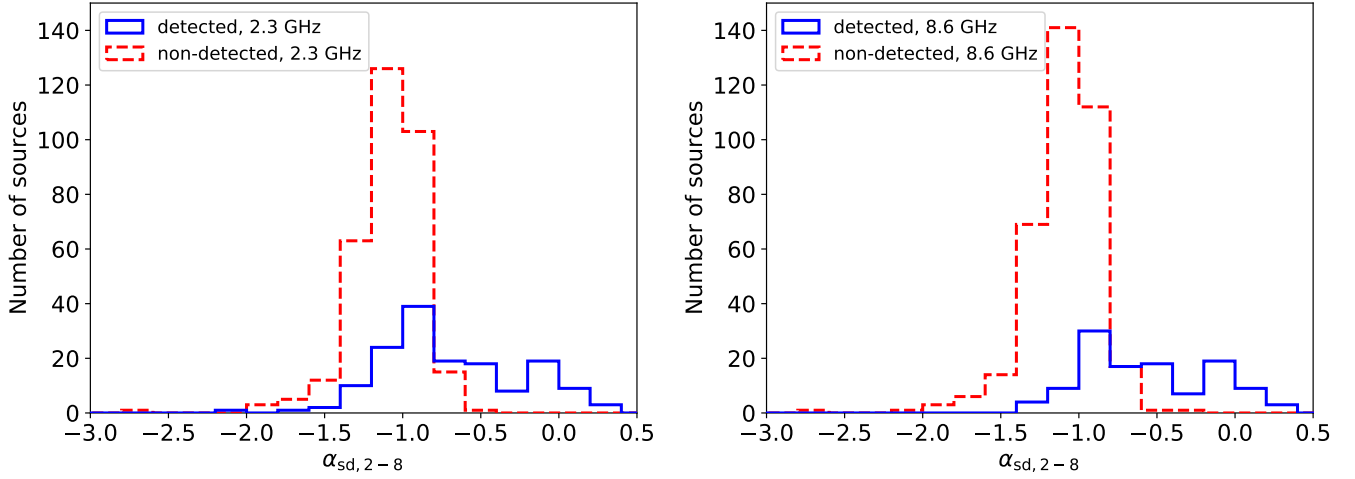 detected, 2.3 GHz
non-detected, 2.3 GHz
Number of sources
140
120
100
80
60
40
20
0
−3.0 −2.5 −2.0 −1.5 −1.0 −0.5 0.0 0.5
α_sd, 2−8
detected, 8.6 GHz
non-detected, 8.6 GHz
Number of sources
140
120
100
80
60
40
20
0
−3.0 −2.5 −2.0 −1.5 −1.0 −0.5 0.0 0.5
α_sd, 2−8